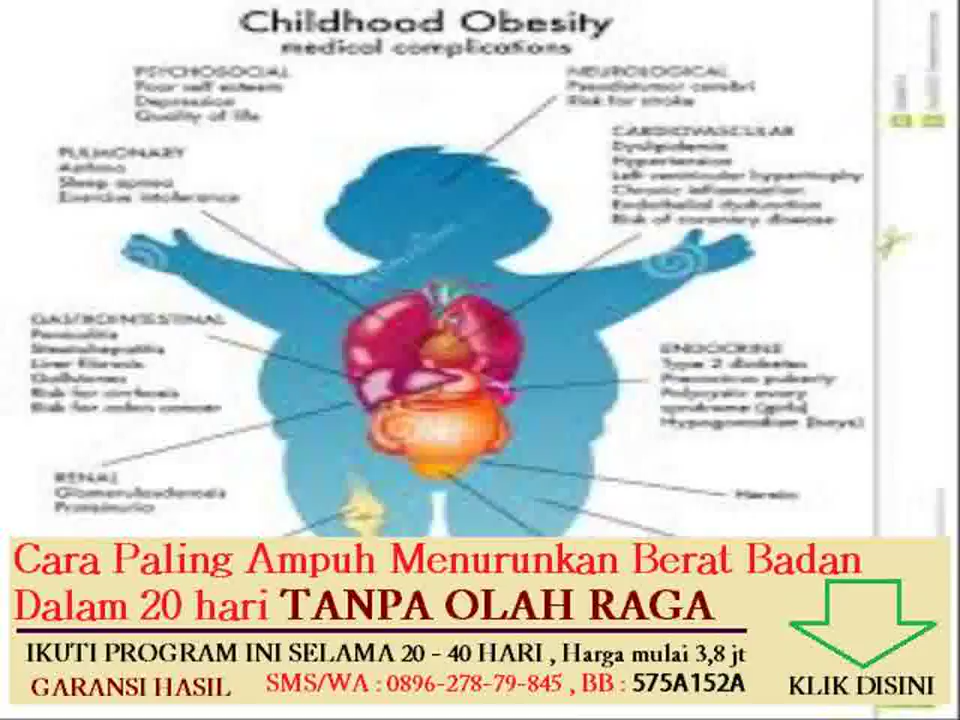 Childhood Obesity
medical complications
PSYCHOSOCIAL
Poor self esteem
Depression
Quality of life
NEUROLOGICAL
Pseudotumor cerebri
Risk for stroke
PULMONARY
Asthma
Sleep apnea
Exercise intolerance
CARDIOVASCULAR
Dyslipidemia
Hypertension
Left ventricular hypertrophy
Chronic inflammation
Endothelial dysfunction
Risk of coronary disease
GASTROINTESTINAL
Steatohepatitis
Liver fibrosis
Gallstones
Risk for cirrhosis
Risk for colon cancer
ENDOCRINE
Type 2 diabetes
Precocious puberty
Polycystic ovary
syndrome (girls)
Hypogonadism (boys)
RENAL
Glomerulosclerosis
Proteinuria
Hernia
Cara Paling Ampuh Menurunkan Berat Badan
Dalam 20 hari TANPA OLAH RAGA
IKUTI PROGRAM INI SELAMA 20 - 40 HARI , Harga mulai 3,8 jt
GARANSI HASIL SMS/WA : 0896-278-79-845 , BB : 575A152A
KLIK DISINI